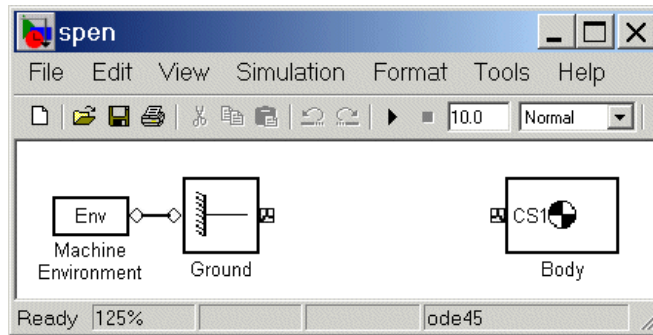 spen
File Edit View Simulation Format Tools Help
10.0 Normal
Env
CS1
Machine
Environment
Ground
Body
Ready 125% ode45